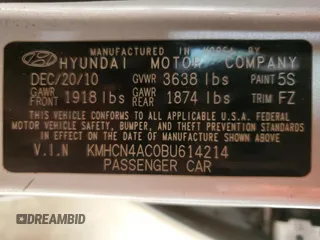 MANUFACTURED IN KOREA BY
HYUNDAI MOTOR COMPANY
DEC/20/10 GVWR 3638 lbs PAINT 5S
GAWR FRONT 1918 lbs GAWR REAR 1874 lbs TRIM FZ
THIS VEHICLE CONFORMS TO ALL APPLICABLE U.S. FEDERAL MOTOR VEHICLE
SAFETY, BUMPER, AND THEFT PREVENTION STANDARDS IN EFFECT
ON THE DATE OF MANUFACTURE SHOWN ABOVE.
V.I.N KMHCN4AC0BU614214
PASSENGER CAR
DREAMBID